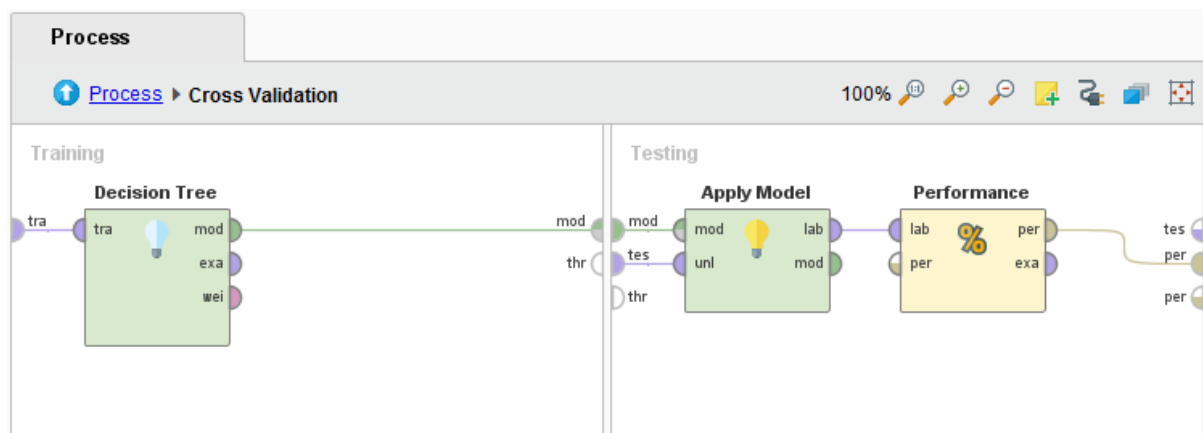 Process
Process ▸ Cross Validation
100%
Training
Testing
Decision Tree
Apply Model
Performance
tra
tra
mod
mod
mod
mod
lab
lab
per
tes
exa
thr
tes
unl
mod
per
exa
per
wei
thr
per